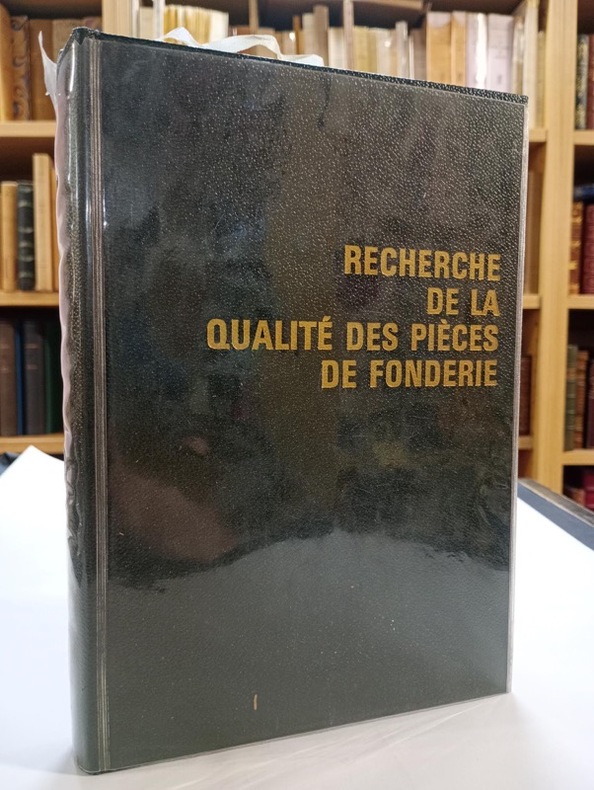 RECHERCHE
DE LA
QUALITÉ DES PIÈCES
DE FONDERIE